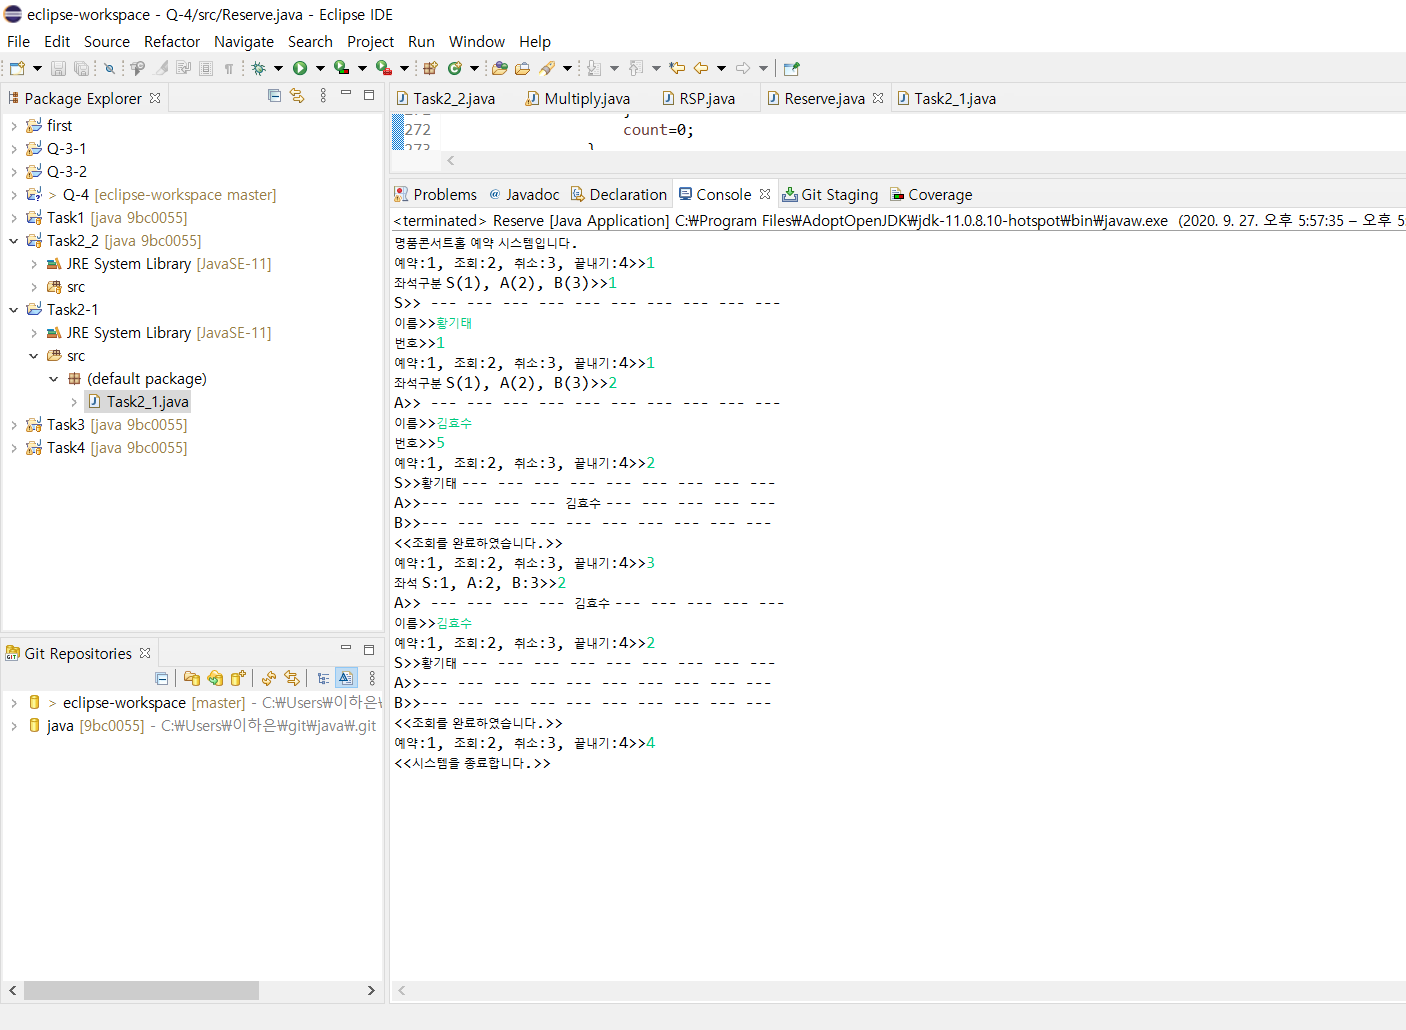 eclipse-workspace - Q-4/src/Reserve.java - Eclipse IDE
File Edit Source Refactor Navigate Search Project Run Window Help
Package Explorer
first
Q-3-1
Q-3-2
> Q-4 [eclipse-workspace master]
Task1 [java 9bc0055]
Task2_2 [java 9bc0055]
JRE System Library [JavaSE-11]
src
Task2-1
JRE System Library [JavaSE-11]
src
(default package)
Task2_1.java
Task3 [java 9bc0055]
Task4 [java 9bc0055]
Git Repositories
> eclipse-workspace [master] - C:₩Users₩이하은₩
java [9bc0055] - C:₩Users₩이하은₩git₩java₩.git
Task2_2.java Multiply.java RSP.java Reserve.java Task2_1.java
272 count=0;
273 }
Problems @ Javadoc Declaration Console Git Staging Coverage
<terminated> Reserve [Java Application] C:₩Program Files₩AdoptOpenJDK₩jdk-11.0.8.10-hotspot₩bin₩javaw.exe (2020. 9. 27. 오후 5:57:35 – 오후 5:
명품콘서트홀 예약 시스템입니다.
예약:1, 조회:2, 취소:3, 끝내기:4>>1
좌석구분 S(1), A(2), B(3)>>1
S>> --- --- --- --- --- --- --- --- --- ---
이름>>황기태
번호>>1
예약:1, 조회:2, 취소:3, 끝내기:4>>1
좌석구분 S(1), A(2), B(3)>>2
A>> --- --- --- --- --- --- --- --- --- ---
이름>>김효수
번호>>5
예약:1, 조회:2, 취소:3, 끝내기:4>>2
S>>황기태 --- --- --- --- --- --- --- --- ---
A>>--- --- --- --- 김효수 --- --- --- --- ---
B>>--- --- --- --- --- --- --- --- --- ---
<<조회를 완료하였습니다.>>
예약:1, 조회:2, 취소:3, 끝내기:4>>3
좌석 S:1, A:2, B:3>>2
A>> --- --- --- --- 김효수 --- --- --- --- ---
이름>>김효수
예약:1, 조회:2, 취소:3, 끝내기:4>>2
S>>황기태 --- --- --- --- --- --- --- --- ---
A>>--- --- --- --- --- --- --- --- --- ---
B>>--- --- --- --- --- --- --- --- --- ---
<<조회를 완료하였습니다.>>
예약:1, 조회:2, 취소:3, 끝내기:4>>4
<<시스템을 종료합니다.>>